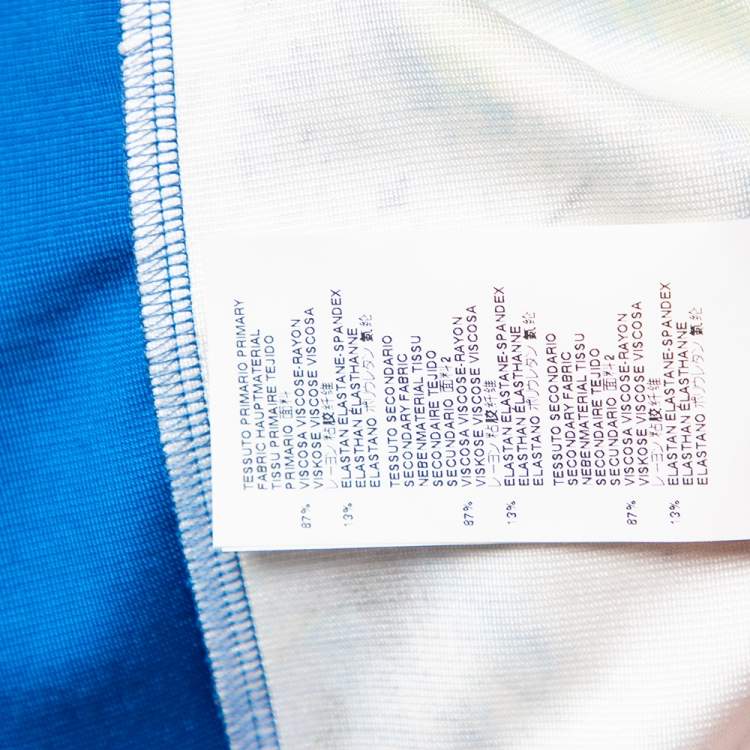 TESSUTO PRIMARIO PRIMARY
FABRIC HAUPTMATERIAL
TISSU PRIMAIRE TEJIDO
PRIMARIO 面料
87% VISCOSA VISCOSE-RAYON
VISKOSE VISCOSE VISCOSA
レーヨン 粘胶纤维
13% ELASTAN ELASTANE-SPANDEX
ELASTHAN ÉLASTHANNE
ELASTANO ポリウレタン 氨纶
TESSUTO SECONDARIO
SECONDARY FABRIC
NEBENMATERIAL TISSU
SECONDAIRE TEJIDO
SECUNDARIO 面料2
87% VISCOSA VISCOSE-RAYON
VISKOSE VISCOSE VISCOSA
レーヨン 粘胶纤维
13% ELASTAN ELASTANE-SPANDEX
ELASTHAN ÉLASTHANNE
ELASTANO ポリウレタン 氨纶
TESSUTO SECONDARIO
SECONDARY FABRIC
NEBENMATERIAL TISSU
SECONDAIRE TEJIDO
SECUNDARIO 面料2
87% VISCOSA VISCOSE-RAYON
VISKOSE VISCOSE VISCOSA
レーヨン 粘胶纤维
13% ELASTAN ELASTANE-SPANDEX
ELASTHAN ÉLASTHANNE
ELASTANO ポリウレタン 氨纶